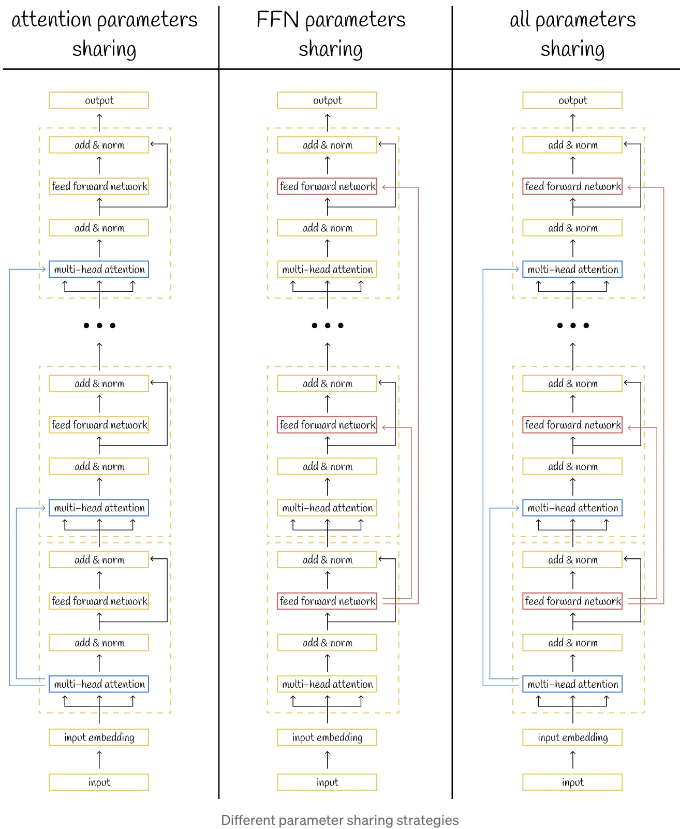 attention parameters
sharing
output
add & norm
feed forward network
add & norm
multi-head attention
• • •
add & norm
feed forward network
add & norm
multi-head attention
add & norm
feed forward network
add & norm
multi-head attention
input embedding
input
FFN parameters
sharing
output
add & norm
feed forward network
add & norm
multi-head attention
• • •
add & norm
feed forward network
add & norm
multi-head attention
add & norm
feed forward network
add & norm
multi-head attention
input embedding
input
all parameters
sharing
output
add & norm
feed forward network
add & norm
multi-head attention
• • •
add & norm
feed forward network
add & norm
multi-head attention
add & norm
feed forward network
add & norm
multi-head attention
input embedding
input
Different parameter sharing strategies